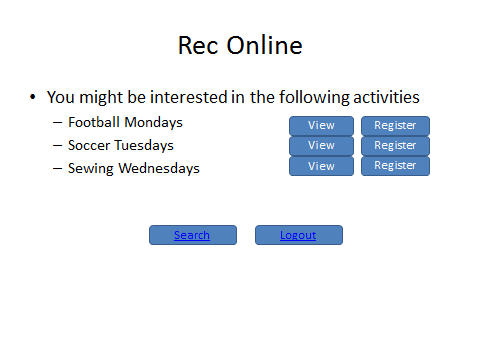 Rec Online
• You might be interested in the following activities
– Football Mondays View Register
– Soccer Tuesdays View Register
– Sewing Wednesdays View Register
Search Logout